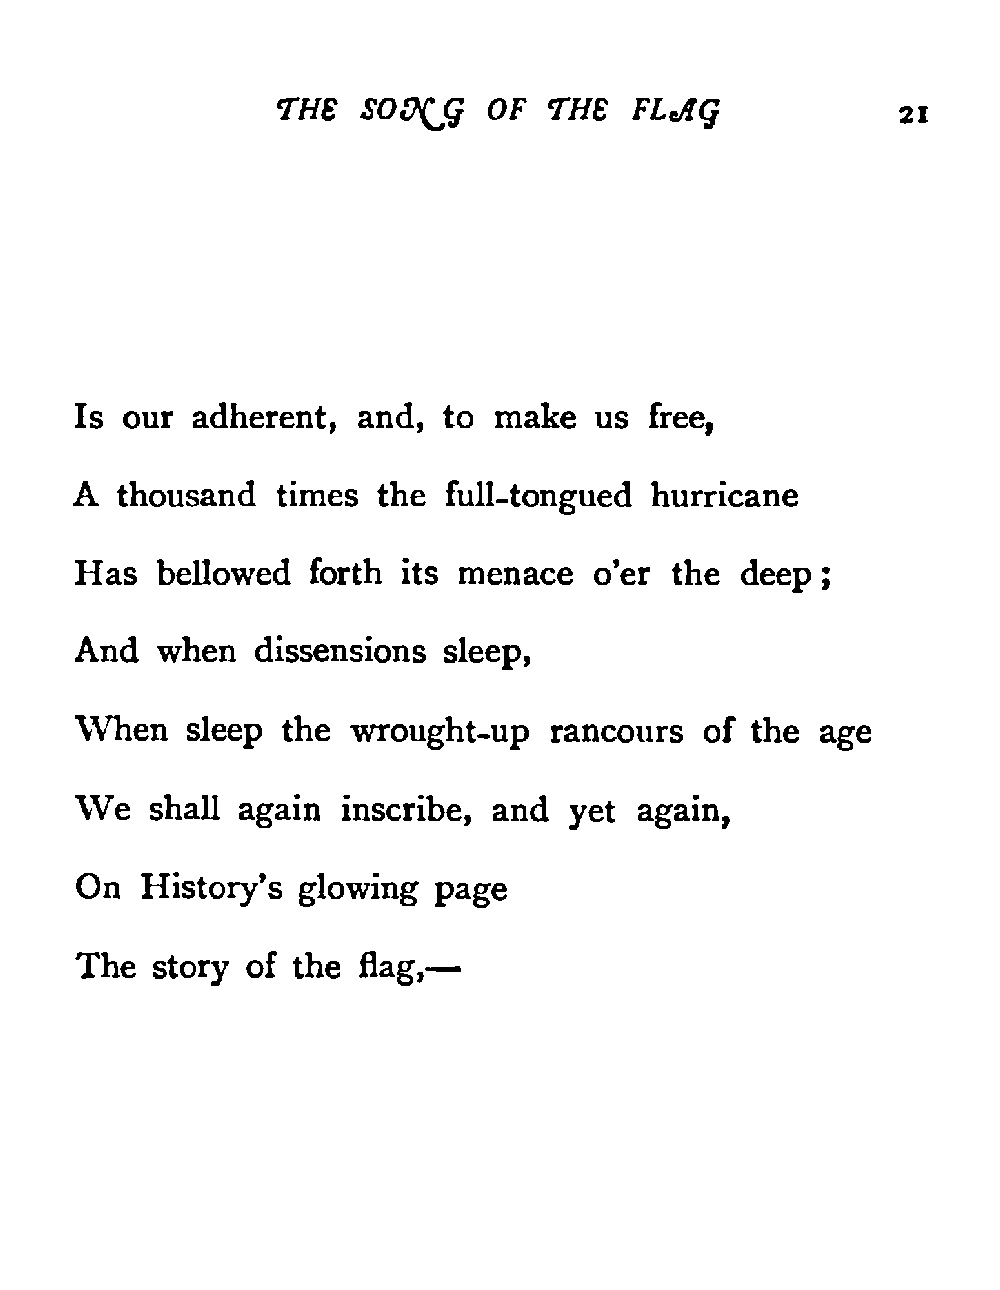 THE SONG OF THE FLAG 21
Is our adherent, and, to make us free,
A thousand times the full-tongued hurricane
Has bellowed forth its menace o'er the deep;
And when dissensions sleep,
When sleep the wrought-up rancours of the age
We shall again inscribe, and yet again,
On History's glowing page
The story of the flag,—